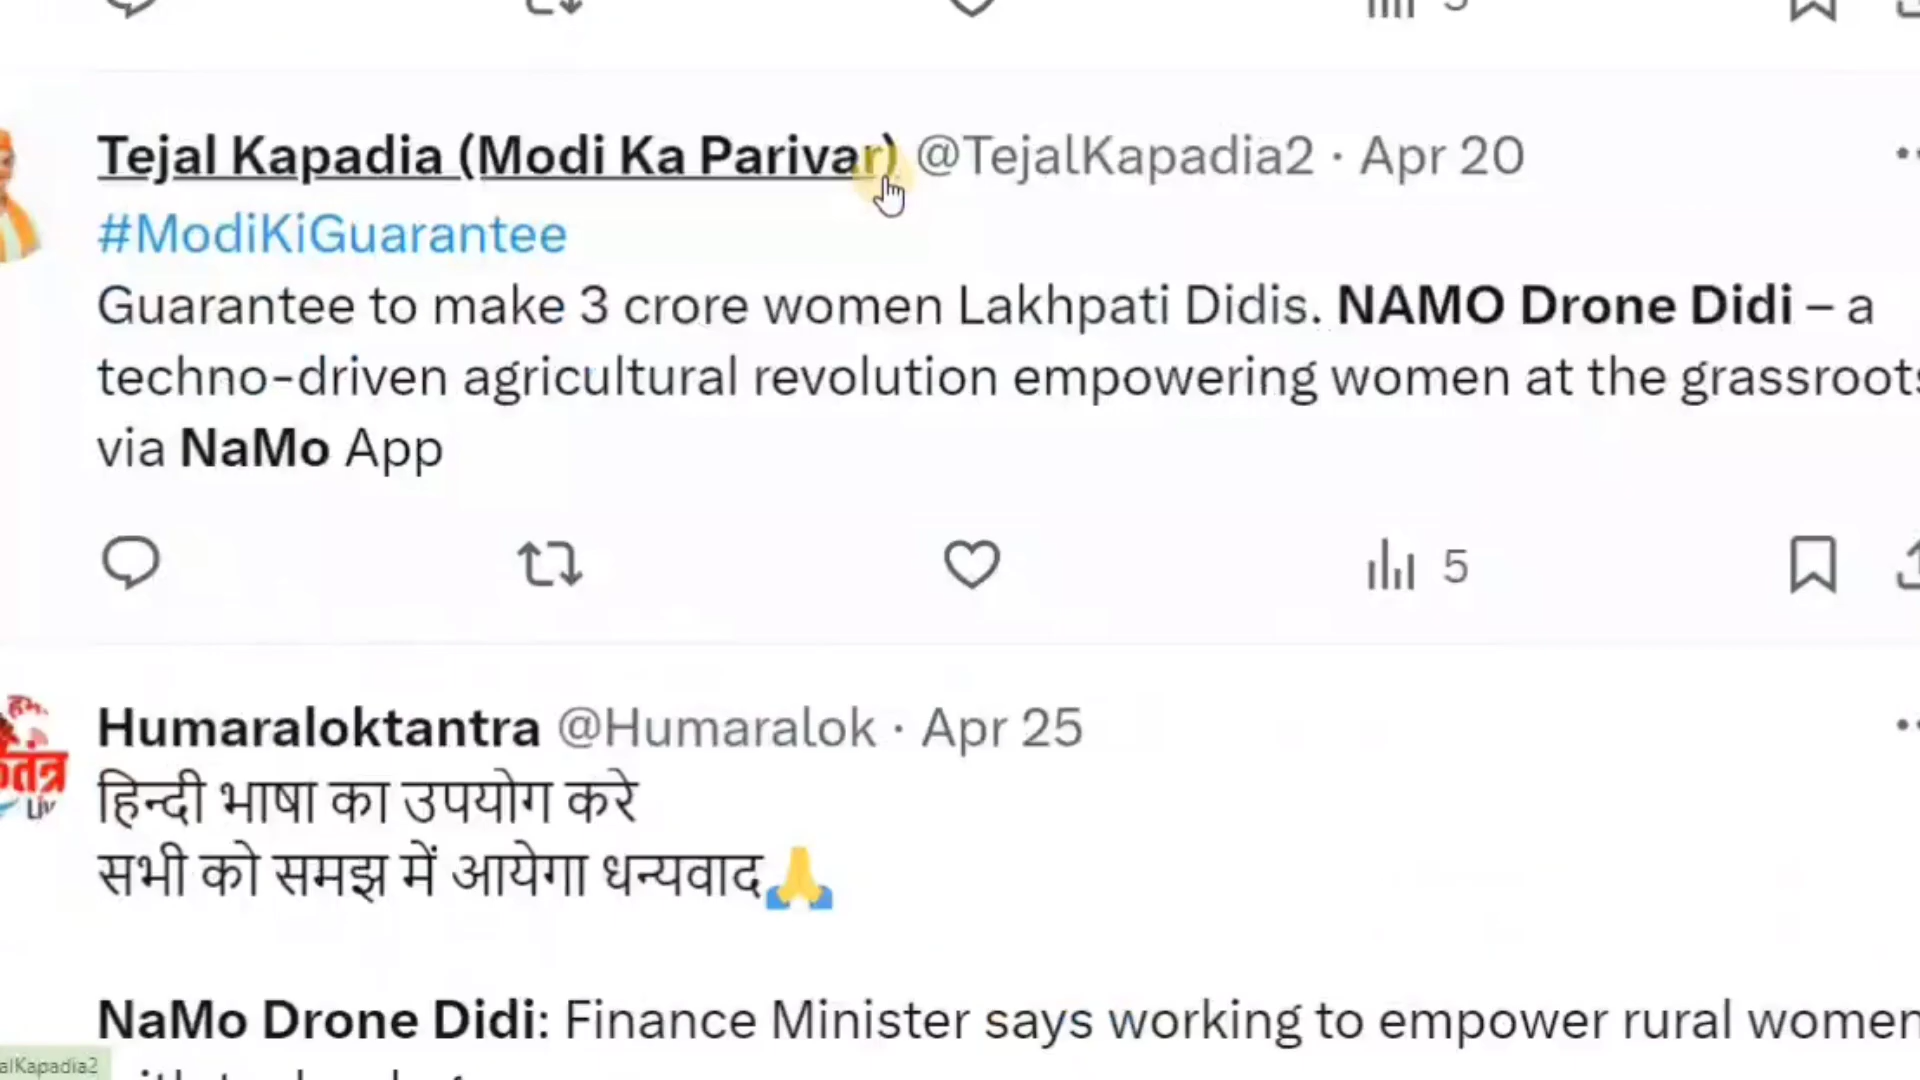 5
Tejal Kapadia (Modi Ka Parivar) @TejalKapadia2 · Apr 20
#ModiKiGuarantee
Guarantee to make 3 crore women Lakhpati Didis. NAMO Drone Didi – a
techno-driven agricultural revolution empowering women at the grassroots
via NaMo App
5
Humaraloktantra @Humaralok · Apr 25
हिन्दी भाषा का उपयोग करे
सभी को समझ में आयेगा धन्यवाद🙏
NaMo Drone Didi: Finance Minister says working to empower rural women
alKapadia2